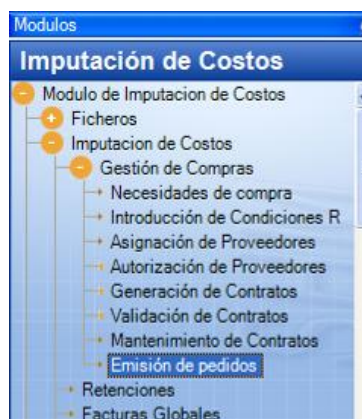 Modulos
Imputación de Costos
Modulo de Imputacion de Costos
Ficheros
Imputacion de Costos
Gestión de Compras
Necesidades de compra
Introducción de Condiciones R
Asignación de Proveedores
Autorización de Proveedores
Generación de Contratos
Validación de Contratos
Mantenimiento de Contratos
Emisión de pedidos
Retenciones
Facturas Globales